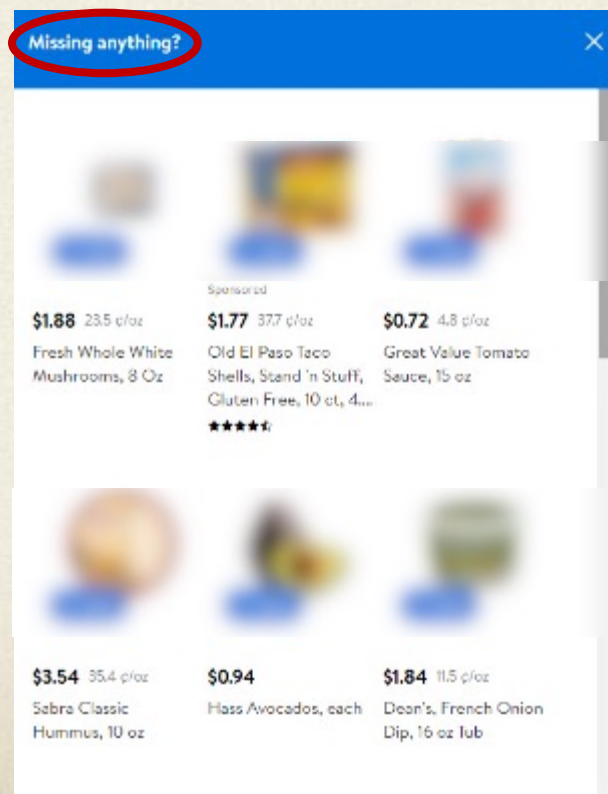 Missing anything?
Sponsored
$1.88 23.5 ¢/oz
Fresh Whole White
Mushrooms, 8 Oz
$1.77 37.7 ¢/oz
Old El Paso Taco
Shells, Stand 'n Stuff,
Gluten Free, 10 ct, 4....
$0.72 4.8 ¢/oz
Great Value Tomato
Sauce, 15 oz
$3.54 35.4 ¢/oz
Sabra Classic
Hummus, 10 oz
$0.94
Hass Avocados, each
$1.84 11.5 ¢/oz
Dean's, French Onion
Dip, 16 oz Tub